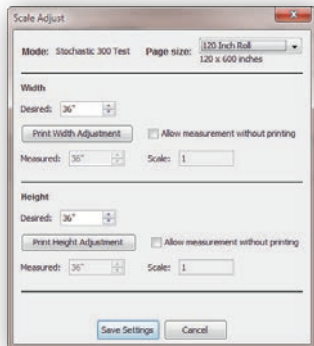 Scale Adjust
Mode: Stochastic 300 Test Page size: 120 Inch Roll
120 x 600 inches
Width
Desired: 36"
Print Width Adjustment Allow measurement without printing
Measured: 36" Scale: 1
Height
Desired: 36"
Print Height Adjustment Allow measurement without printing
Measured: 36" Scale: 1
Save Settings Cancel